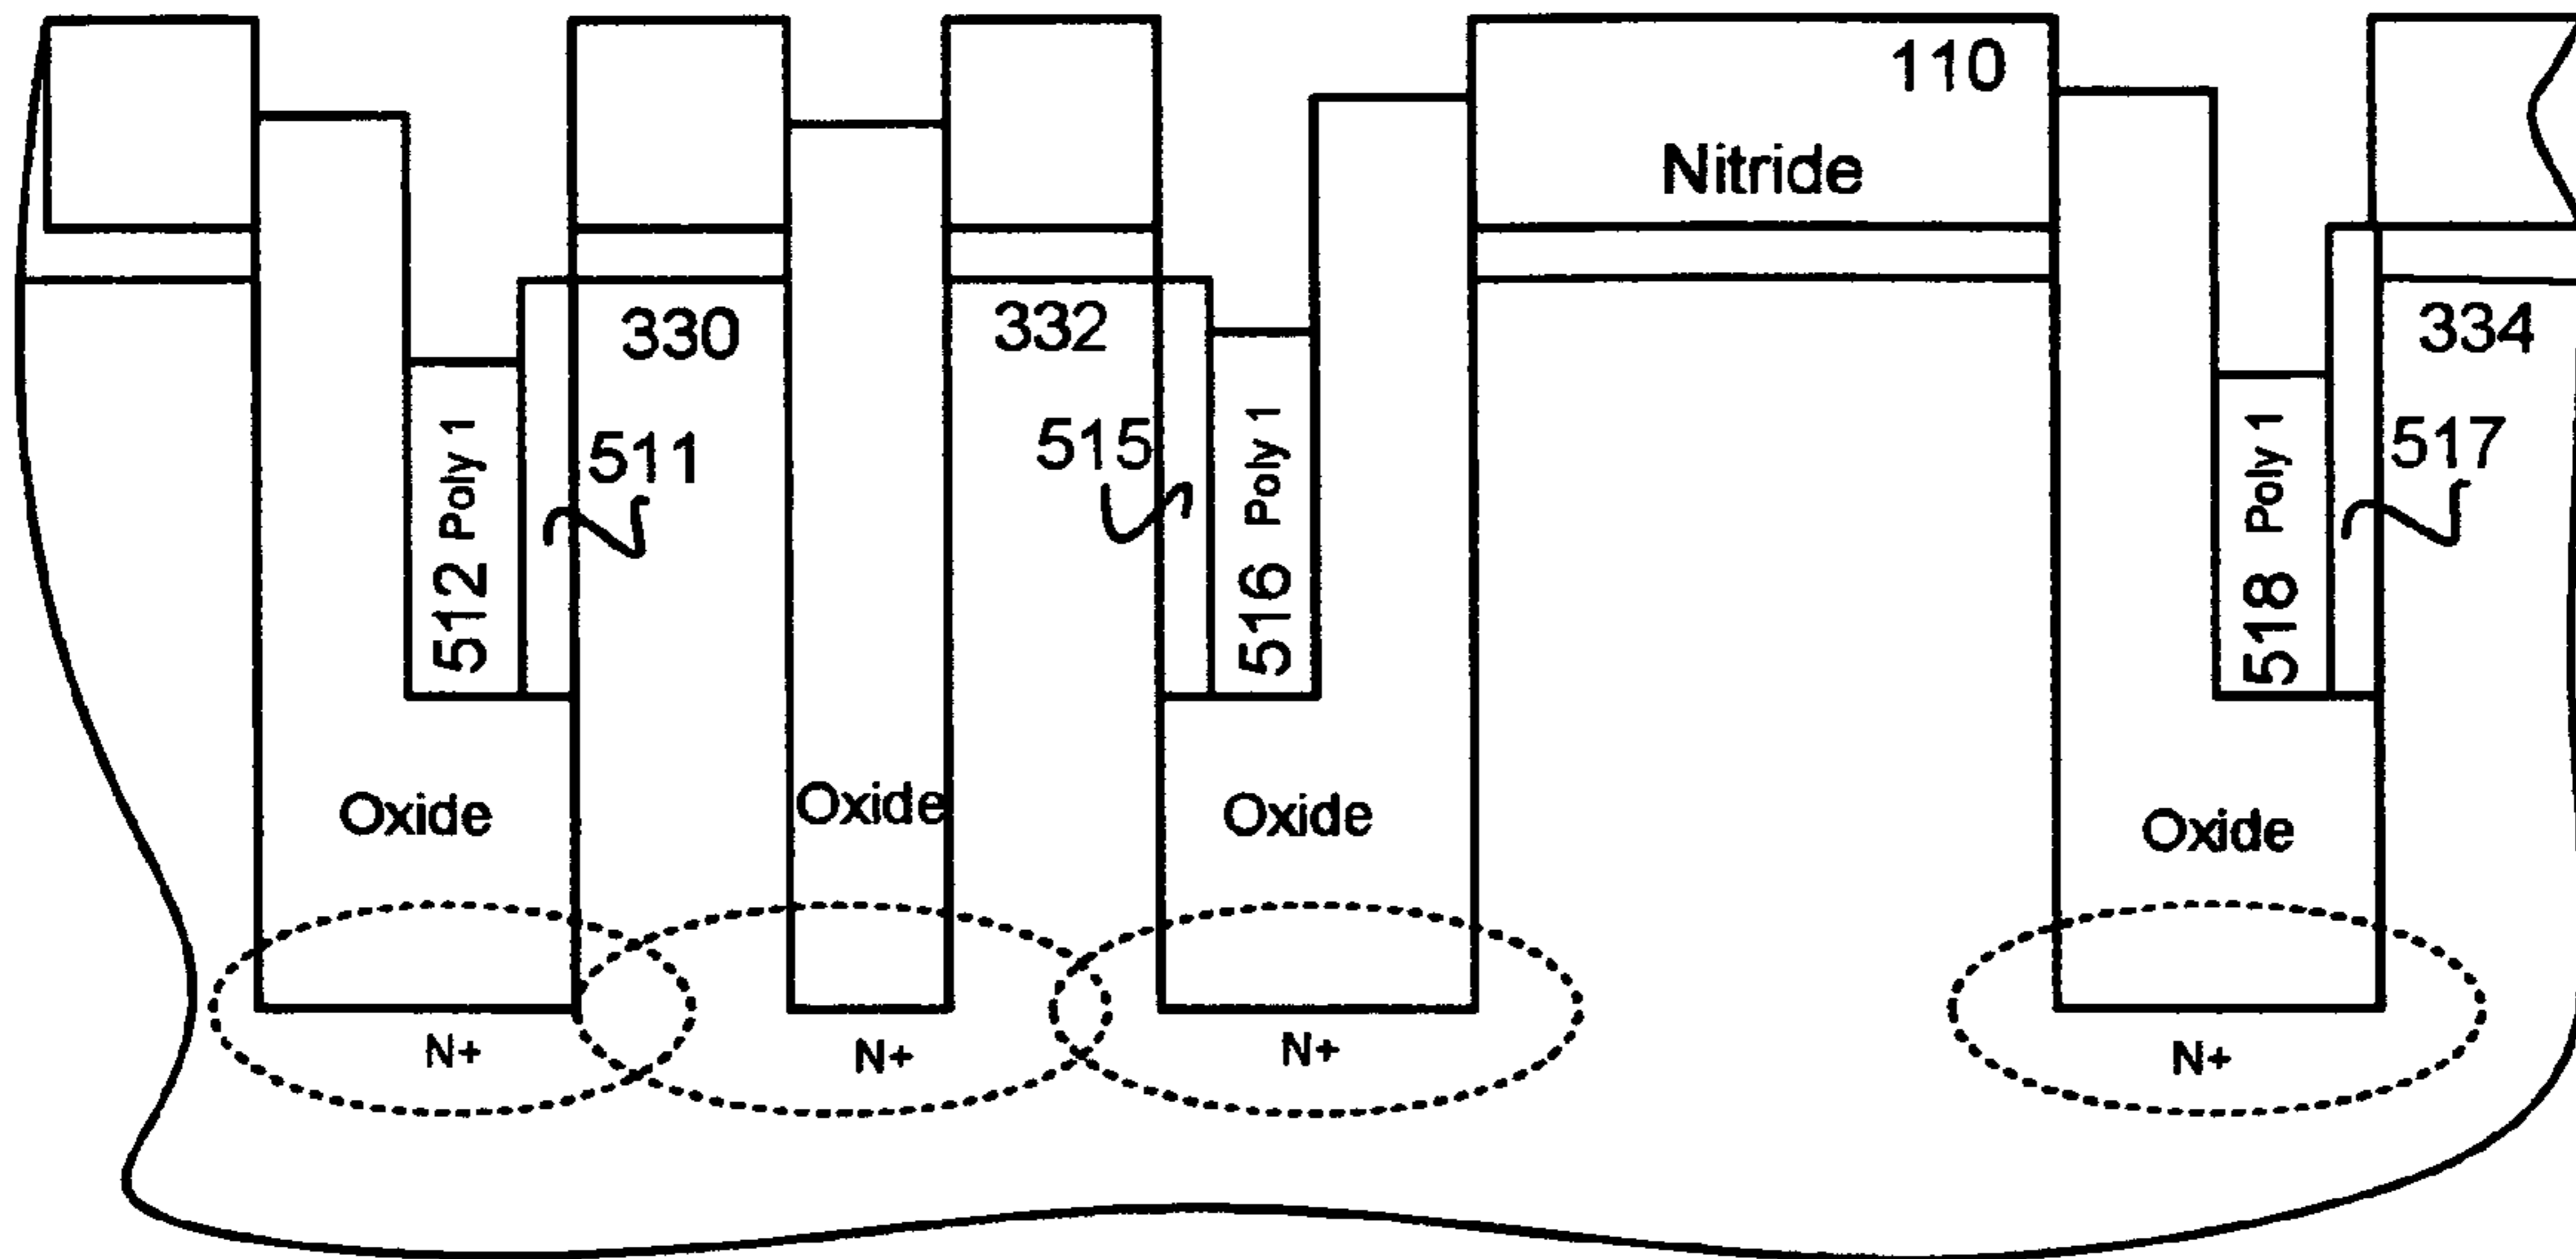 110
Nitride
330
332
334
511
515
517
512 Poly 1
516 Poly 1
518 Poly 1
Oxide
Oxide
Oxide
Oxide
N+
N+
N+
N+